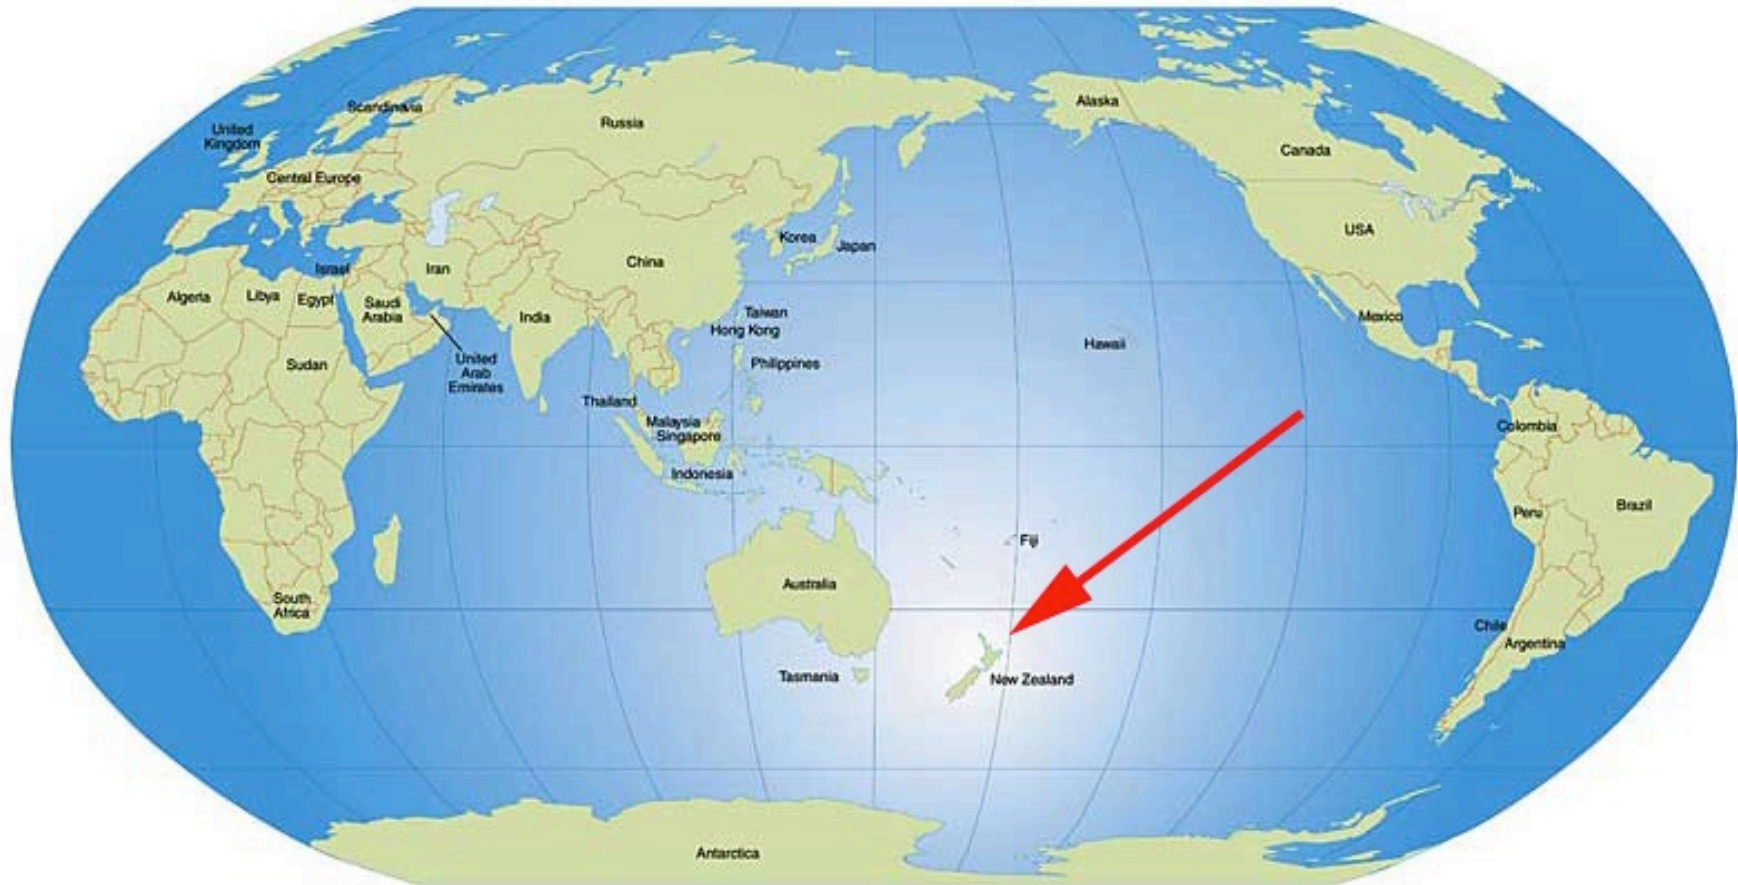 Scandinavia
United
Kingdom
Central Europe
Russia
Alaska
Canada
USA
Mexico
Israel
Iran
Algeria
Libya
Egypt
Saudi
Arabia
Sudan
United
Arab
Emirates
India
China
Korea
Japan
Taiwan
Hong Kong
Philippines
Hawaii
Thailand
Malaysia
Singapore
Indonesia
Colombia
Peru
Brazil
Fiji
Australia
South
Africa
Chile
Argentina
Tasmania
New Zealand
Antarctica